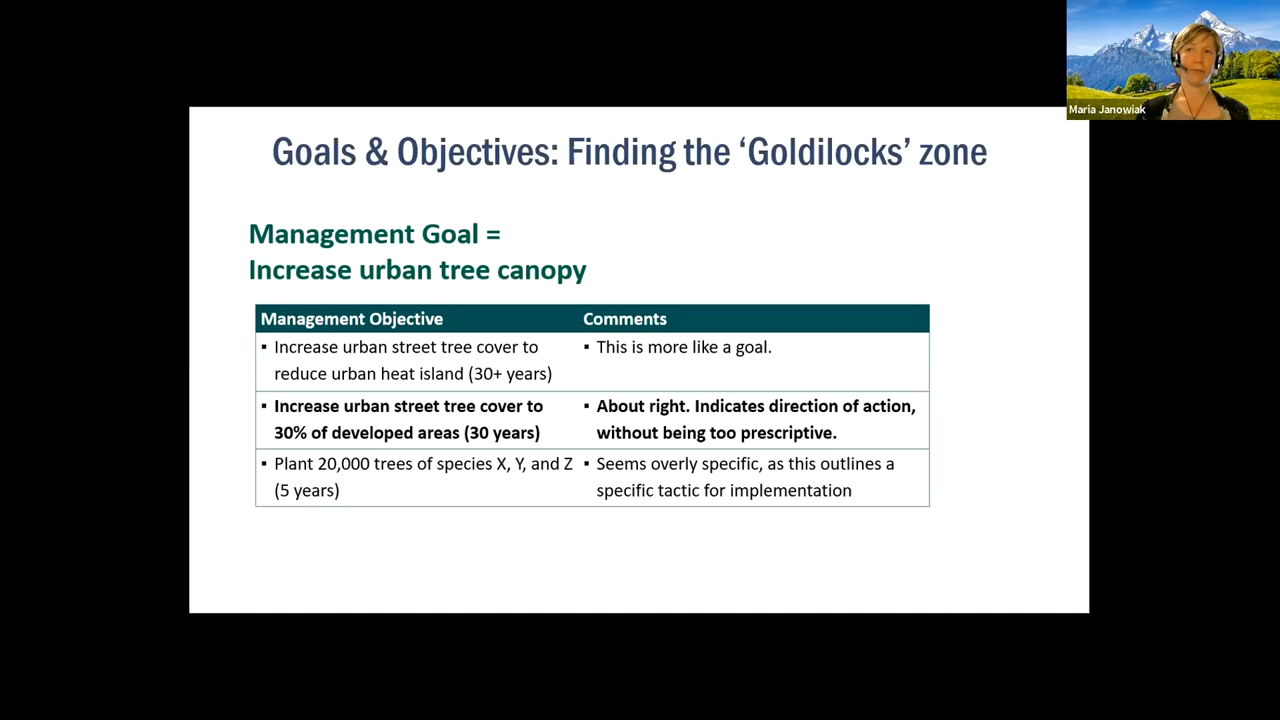 Maria Janowiak
Goals & Objectives: Finding the ‘Goldilocks’ zone
Management Goal =
Increase urban tree canopy
Management Objective
Comments
▪ Increase urban street tree cover to
reduce urban heat island (30+ years)
▪ This is more like a goal.
▪ Increase urban street tree cover to
30% of developed areas (30 years)
▪ About right. Indicates direction of action,
without being too prescriptive.
▪ Plant 20,000 trees of species X, Y, and Z
(5 years)
▪ Seems overly specific, as this outlines a
specific tactic for implementation